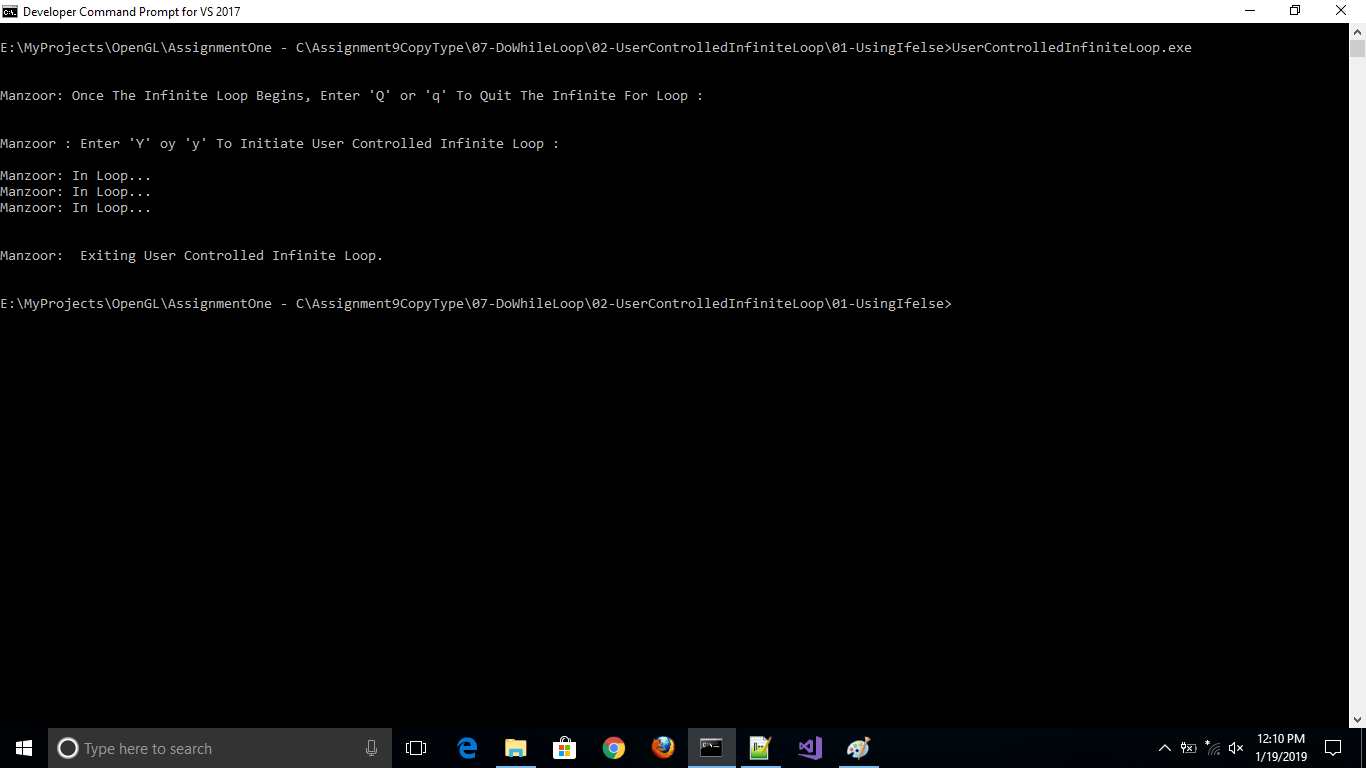 Developer Command Prompt for VS 2017
E:\MyProjects\OpenGL\AssignmentOne - C\Assignment9CopyType\07-DoWhileLoop\02-UserControlledInfiniteLoop\01-UsingIfelse>UserControlledInfiniteLoop.exe
Manzoor: Once The Infinite Loop Begins, Enter 'Q' or 'q' To Quit The Infinite For Loop :
Manzoor : Enter 'Y' oy 'y' To Initiate User Controlled Infinite Loop :
Manzoor: In Loop...
Manzoor: In Loop...
Manzoor: In Loop...
Manzoor:  Exiting User Controlled Infinite Loop.
E:\MyProjects\OpenGL\AssignmentOne - C\Assignment9CopyType\07-DoWhileLoop\02-UserControlledInfiniteLoop\01-UsingIfelse>
Type here to search
12:10 PM
1/19/2019